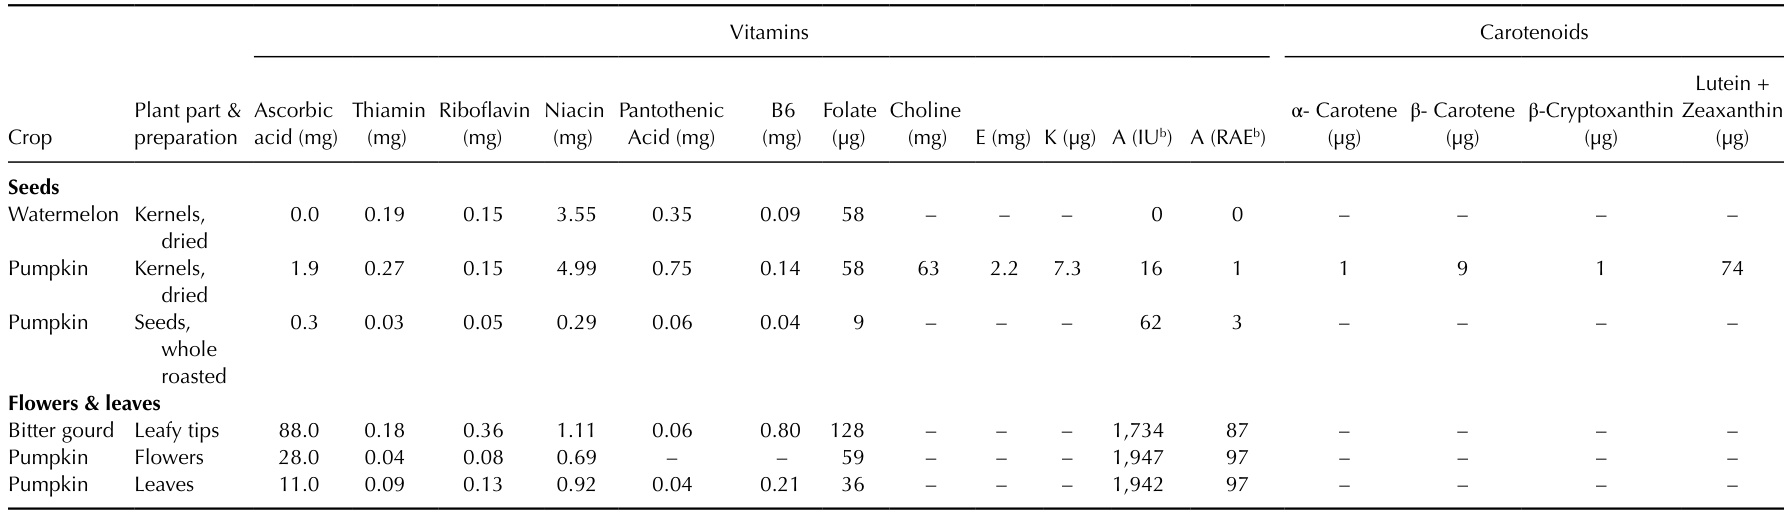 Vitamins Carotenoids
Lutein +
Plant part & Ascorbic Thiamin Riboflavin Niacin Pantothenic B6 Folate Choline α- Carotene β- Carotene β-Cryptoxanthin Zeaxanthin
Crop preparation acid (mg) (mg) (mg) (mg) Acid (mg) (mg) (µg) (mg) E (mg) K (µg) A (IUᵇ) A (RAEᵇ) (µg) (µg) (µg) (µg)
Seeds
Watermelon Kernels, 0.0 0.19 0.15 3.55 0.35 0.09 58 – – – 0 0 – – – –
dried
Pumpkin Kernels, 1.9 0.27 0.15 4.99 0.75 0.14 58 63 2.2 7.3 16 1 1 9 1 74
dried
Pumpkin Seeds, 0.3 0.03 0.05 0.29 0.06 0.04 9 – – – 62 3 – – – –
whole
roasted
Flowers & leaves
Bitter gourd Leafy tips 88.0 0.18 0.36 1.11 0.06 0.80 128 – – – 1,734 87 – – – –
Pumpkin Flowers 28.0 0.04 0.08 0.69 – – 59 – – – 1,947 97 – – – –
Pumpkin Leaves 11.0 0.09 0.13 0.92 0.04 0.21 36 – – – 1,942 97 – – – –